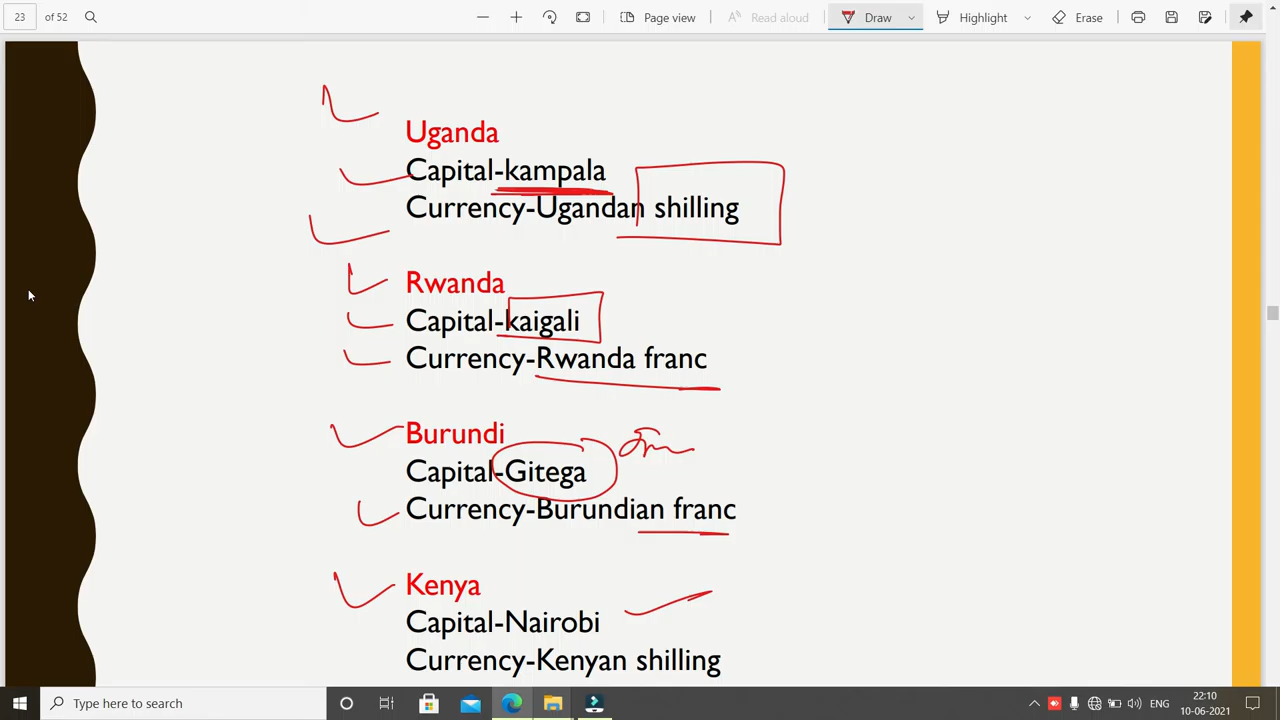 23 of 52 Page view Read aloud Draw Highlight Erase
Uganda
Capital-kampala
Currency-Ugandan shilling
Rwanda
Capital-kaigali
Currency-Rwanda franc
Burundi
Capital-Gitega
Currency-Burundian franc
Kenya
Capital-Nairobi
Currency-Kenyan shilling
Type here to search
ENG
22:10
10-06-2021